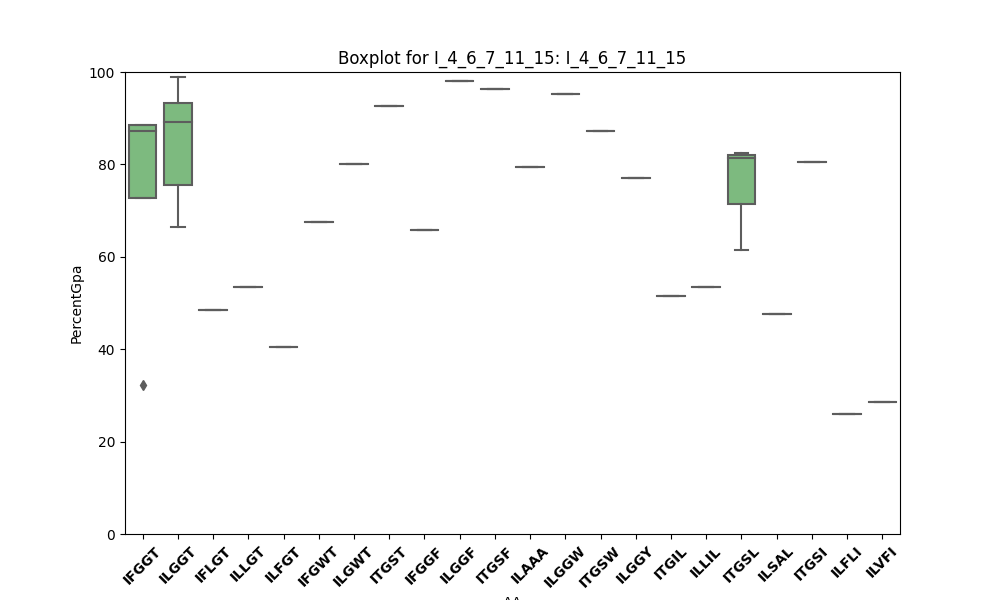 Boxplot for I_4_6_7_11_15: I_4_6_7_11_15
PercentGpa
100
80
60
40
20
0
IFGGT
ILGGT
IFLGT
ILLGT
ILFGT
IFGWT
ILGWT
ITGST
IFGGF
ILGGF
ITGSF
ILAAA
ILGGW
ITGSW
ILGGY
ITGIL
ILLIL
ITGSL
ILSAL
ITGSI
ILFLI
ILVFI